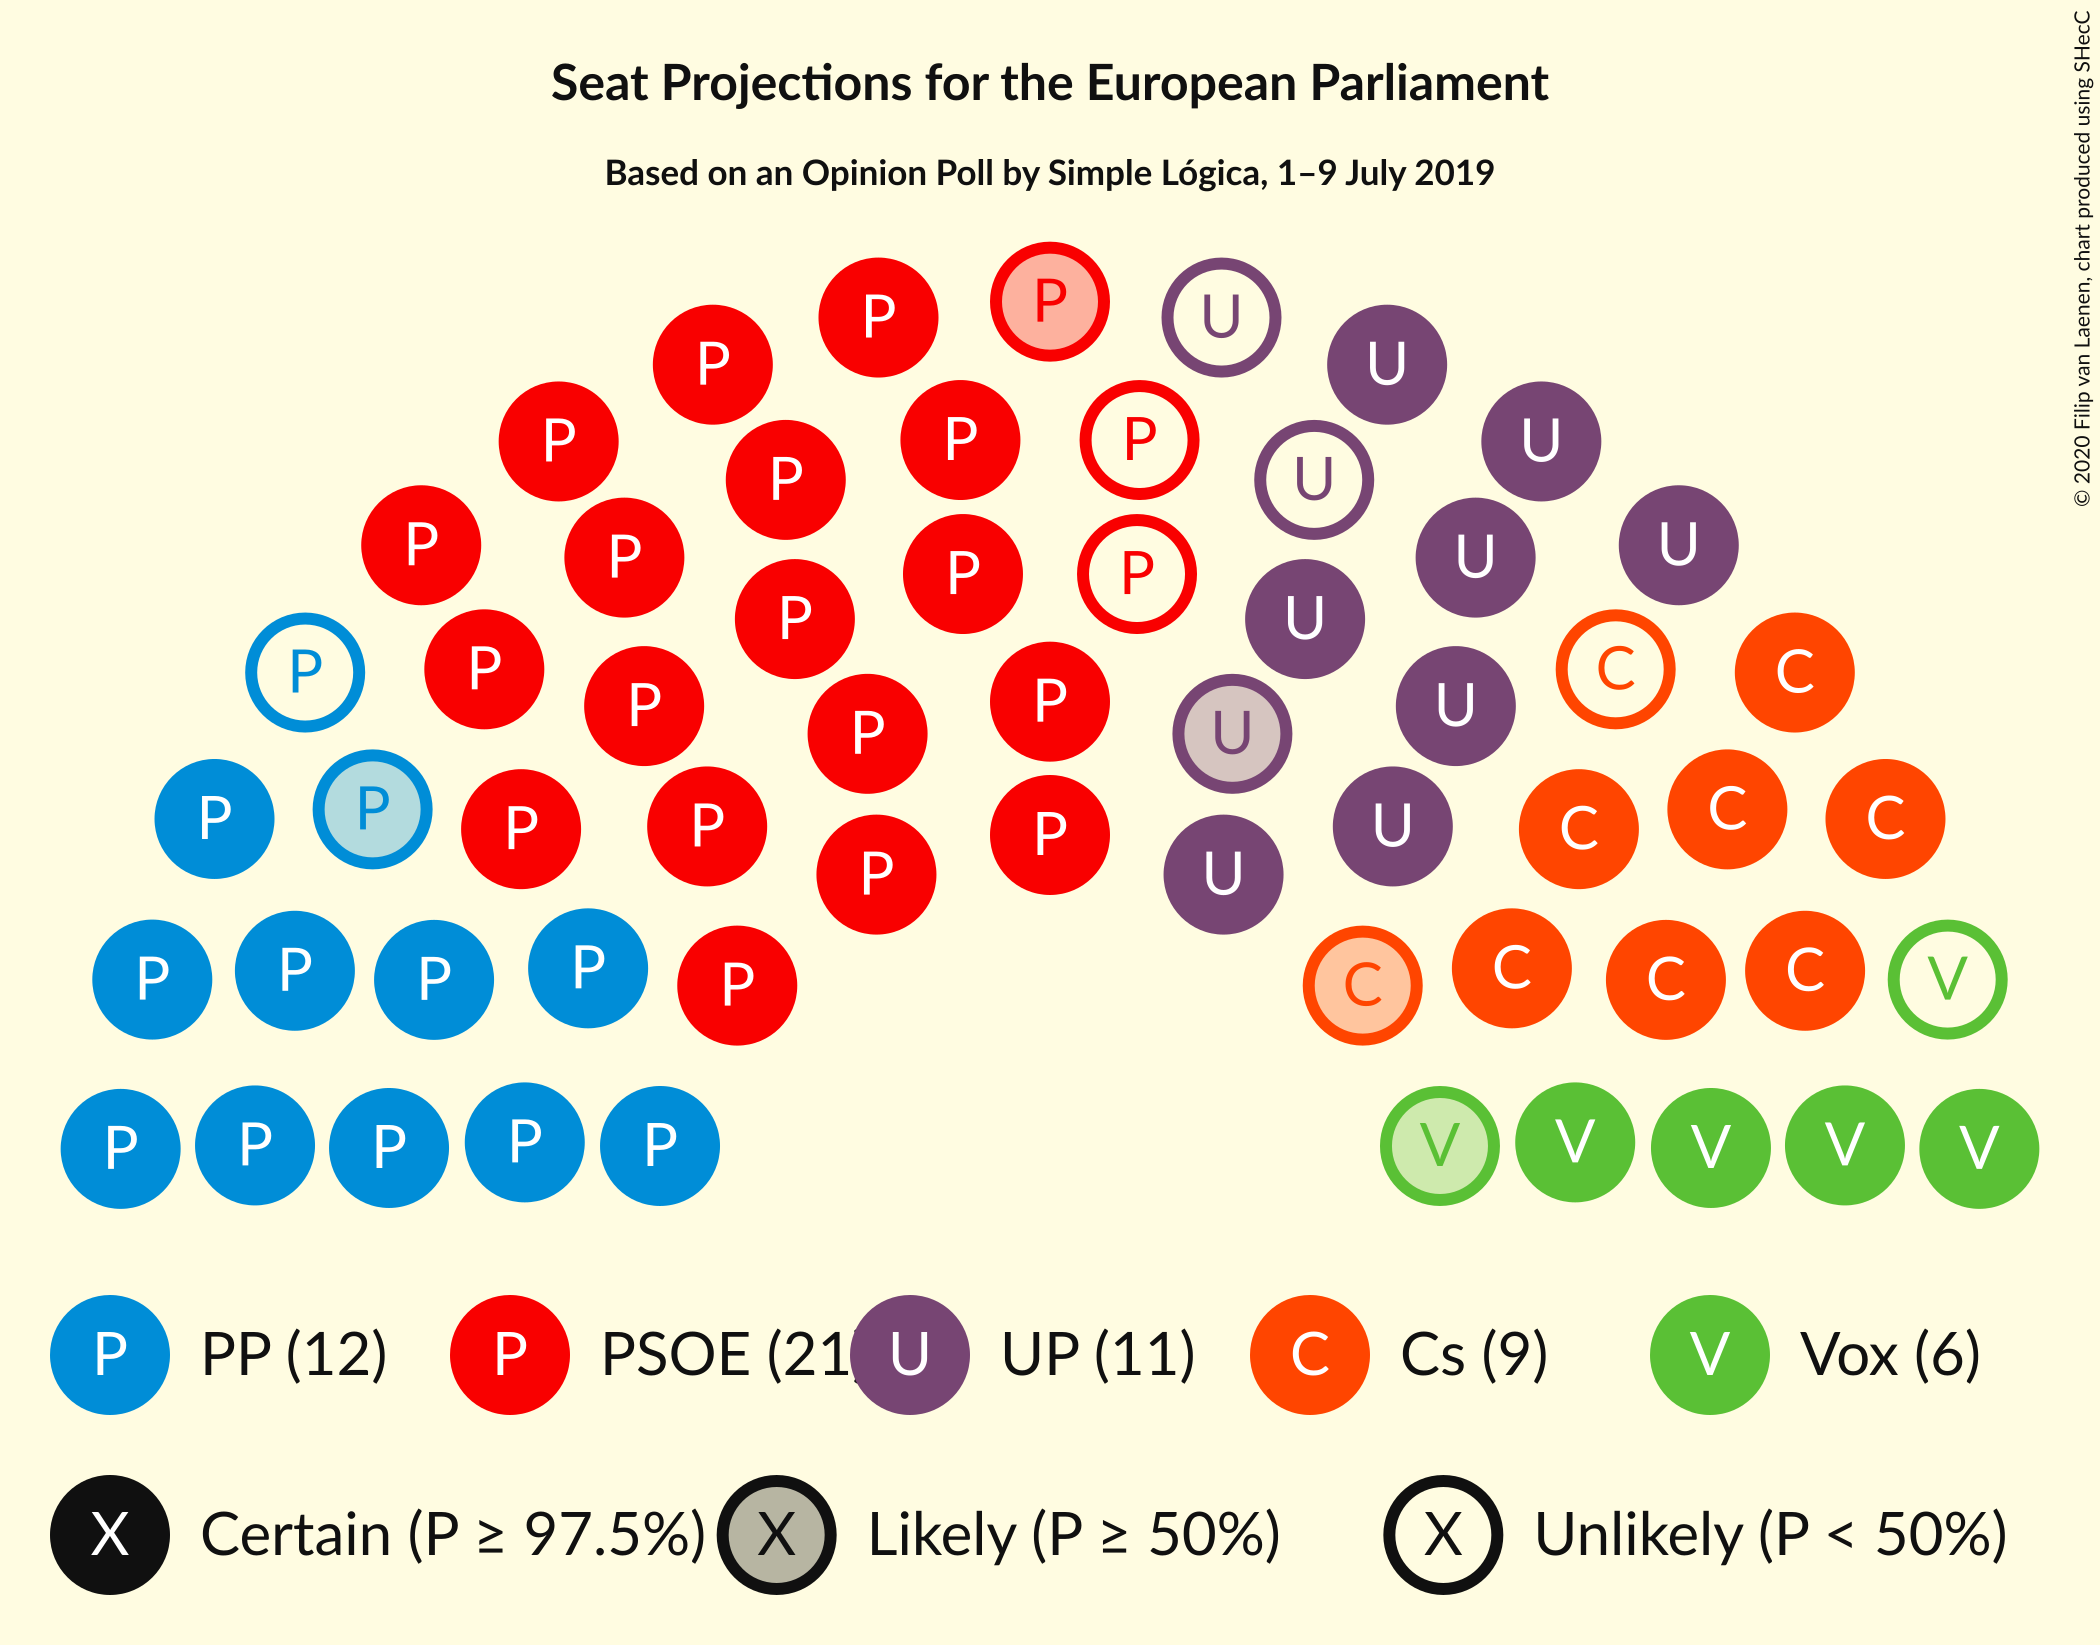 Seat Projections for the European Parliament
Based on an Opinion Poll by Simple Lógica, 1–9 July 2019
© 2020 Filip van Laenen, chart produced using SHecC
P P U
P U
P P P U
P U
P P U U
P P
P U
P P C C
P P U
P U
P P P P P U C C C
P U
P P P P P C C C C V
P P P P P V V V V V
P PP (12) P PSOE (21 U UP (11) C Cs (9) V Vox (6)
X Certain (P ≥ 97.5%) X Likely (P ≥ 50%) X Unlikely (P < 50%)